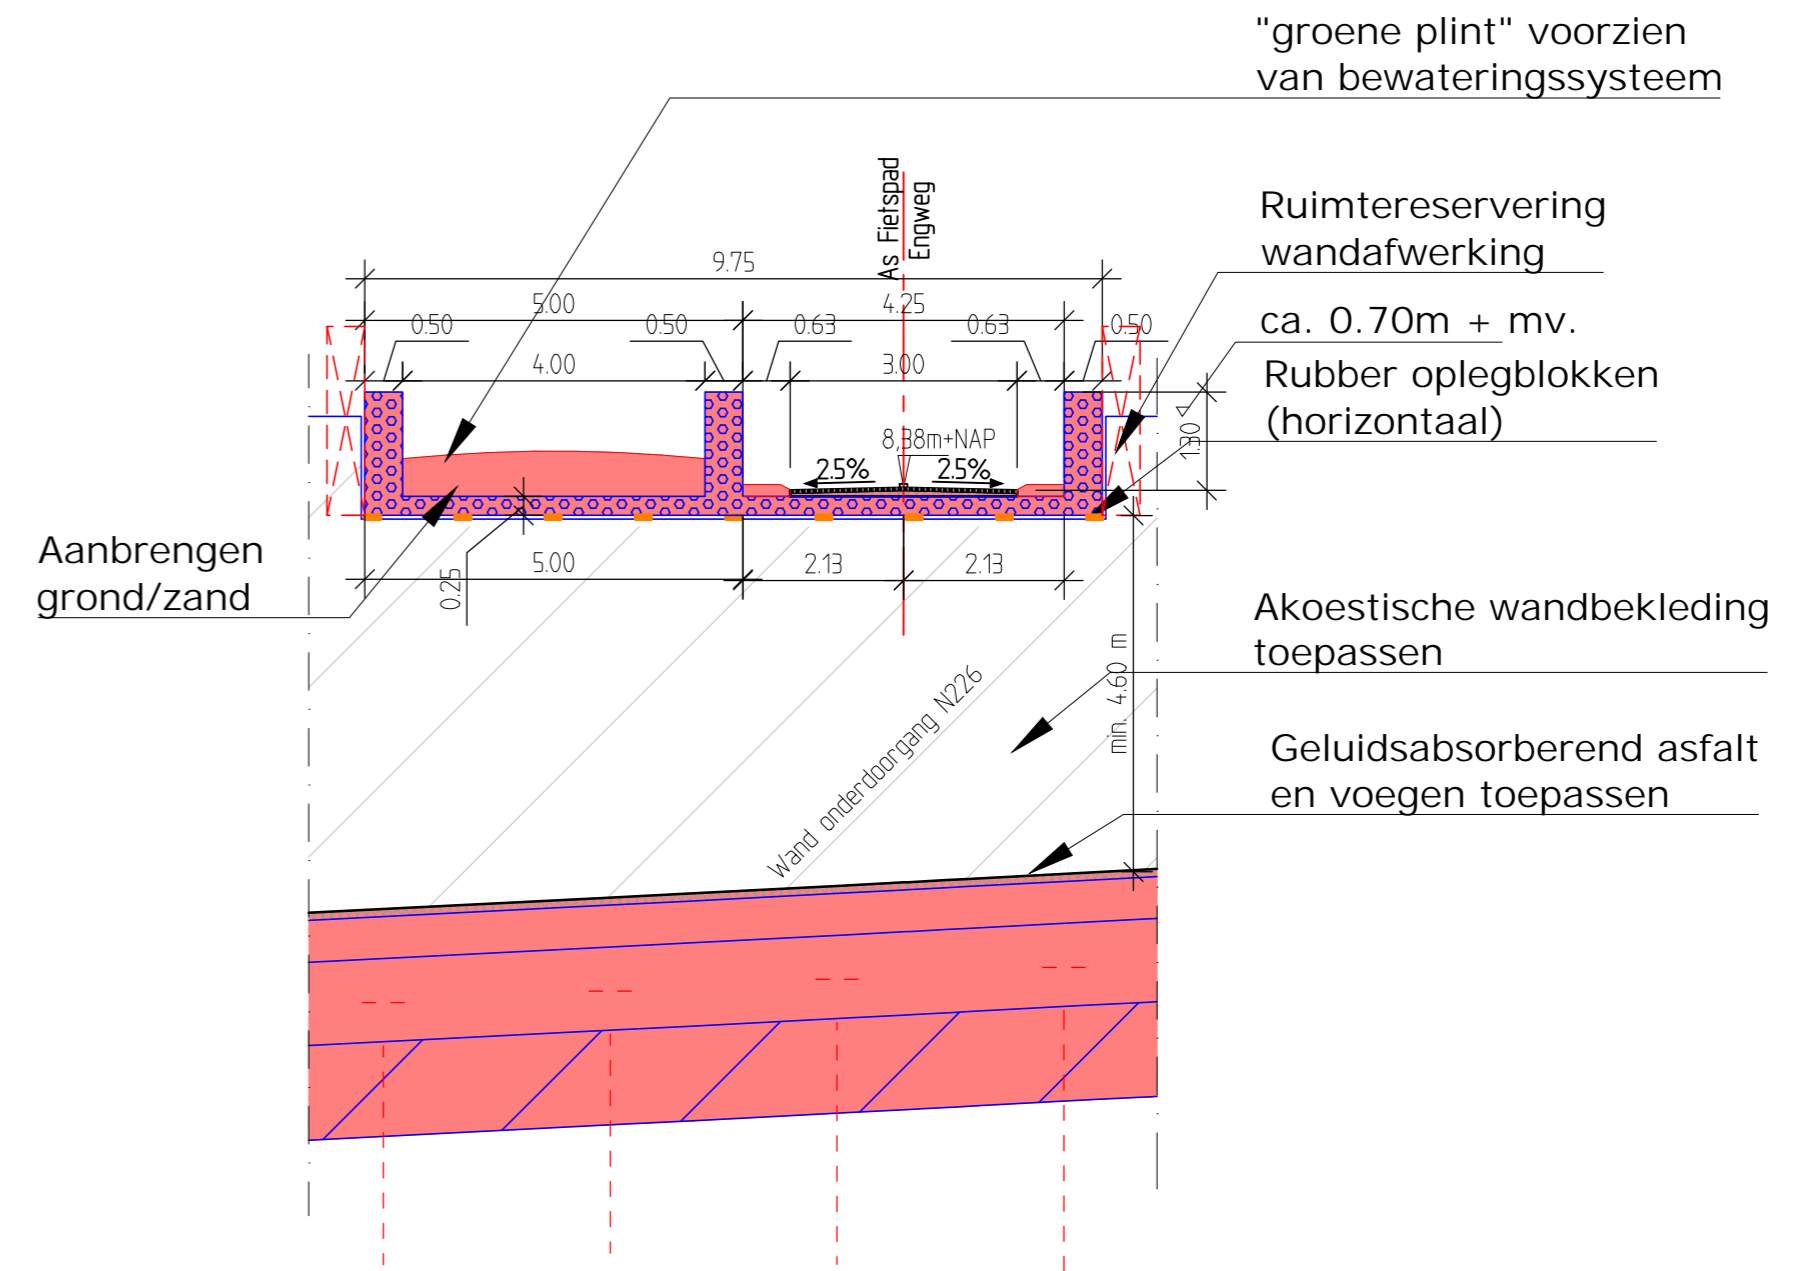 "groene plint" voorzien
van bewateringssysteem
As Fietspad
Engweg
Ruimtereservering
wandafwerking
9.75
5.00
4.25
0.50
0.50
0.63
0.63
0.50
ca. 0.70m + mv.
4.00
3.00
Rubber oplegblokken
(horizontaal)
1.30
8,38m+NAP
2.5%
2.5%
Aanbrengen
grond/zand
0.25
5.00
2.13
2.13
Akoestische wandbekleding
toepassen
min. 4.60 m
Wand onderdoorgang N226
Geluidsabsorberend asfalt
en voegen toepassen